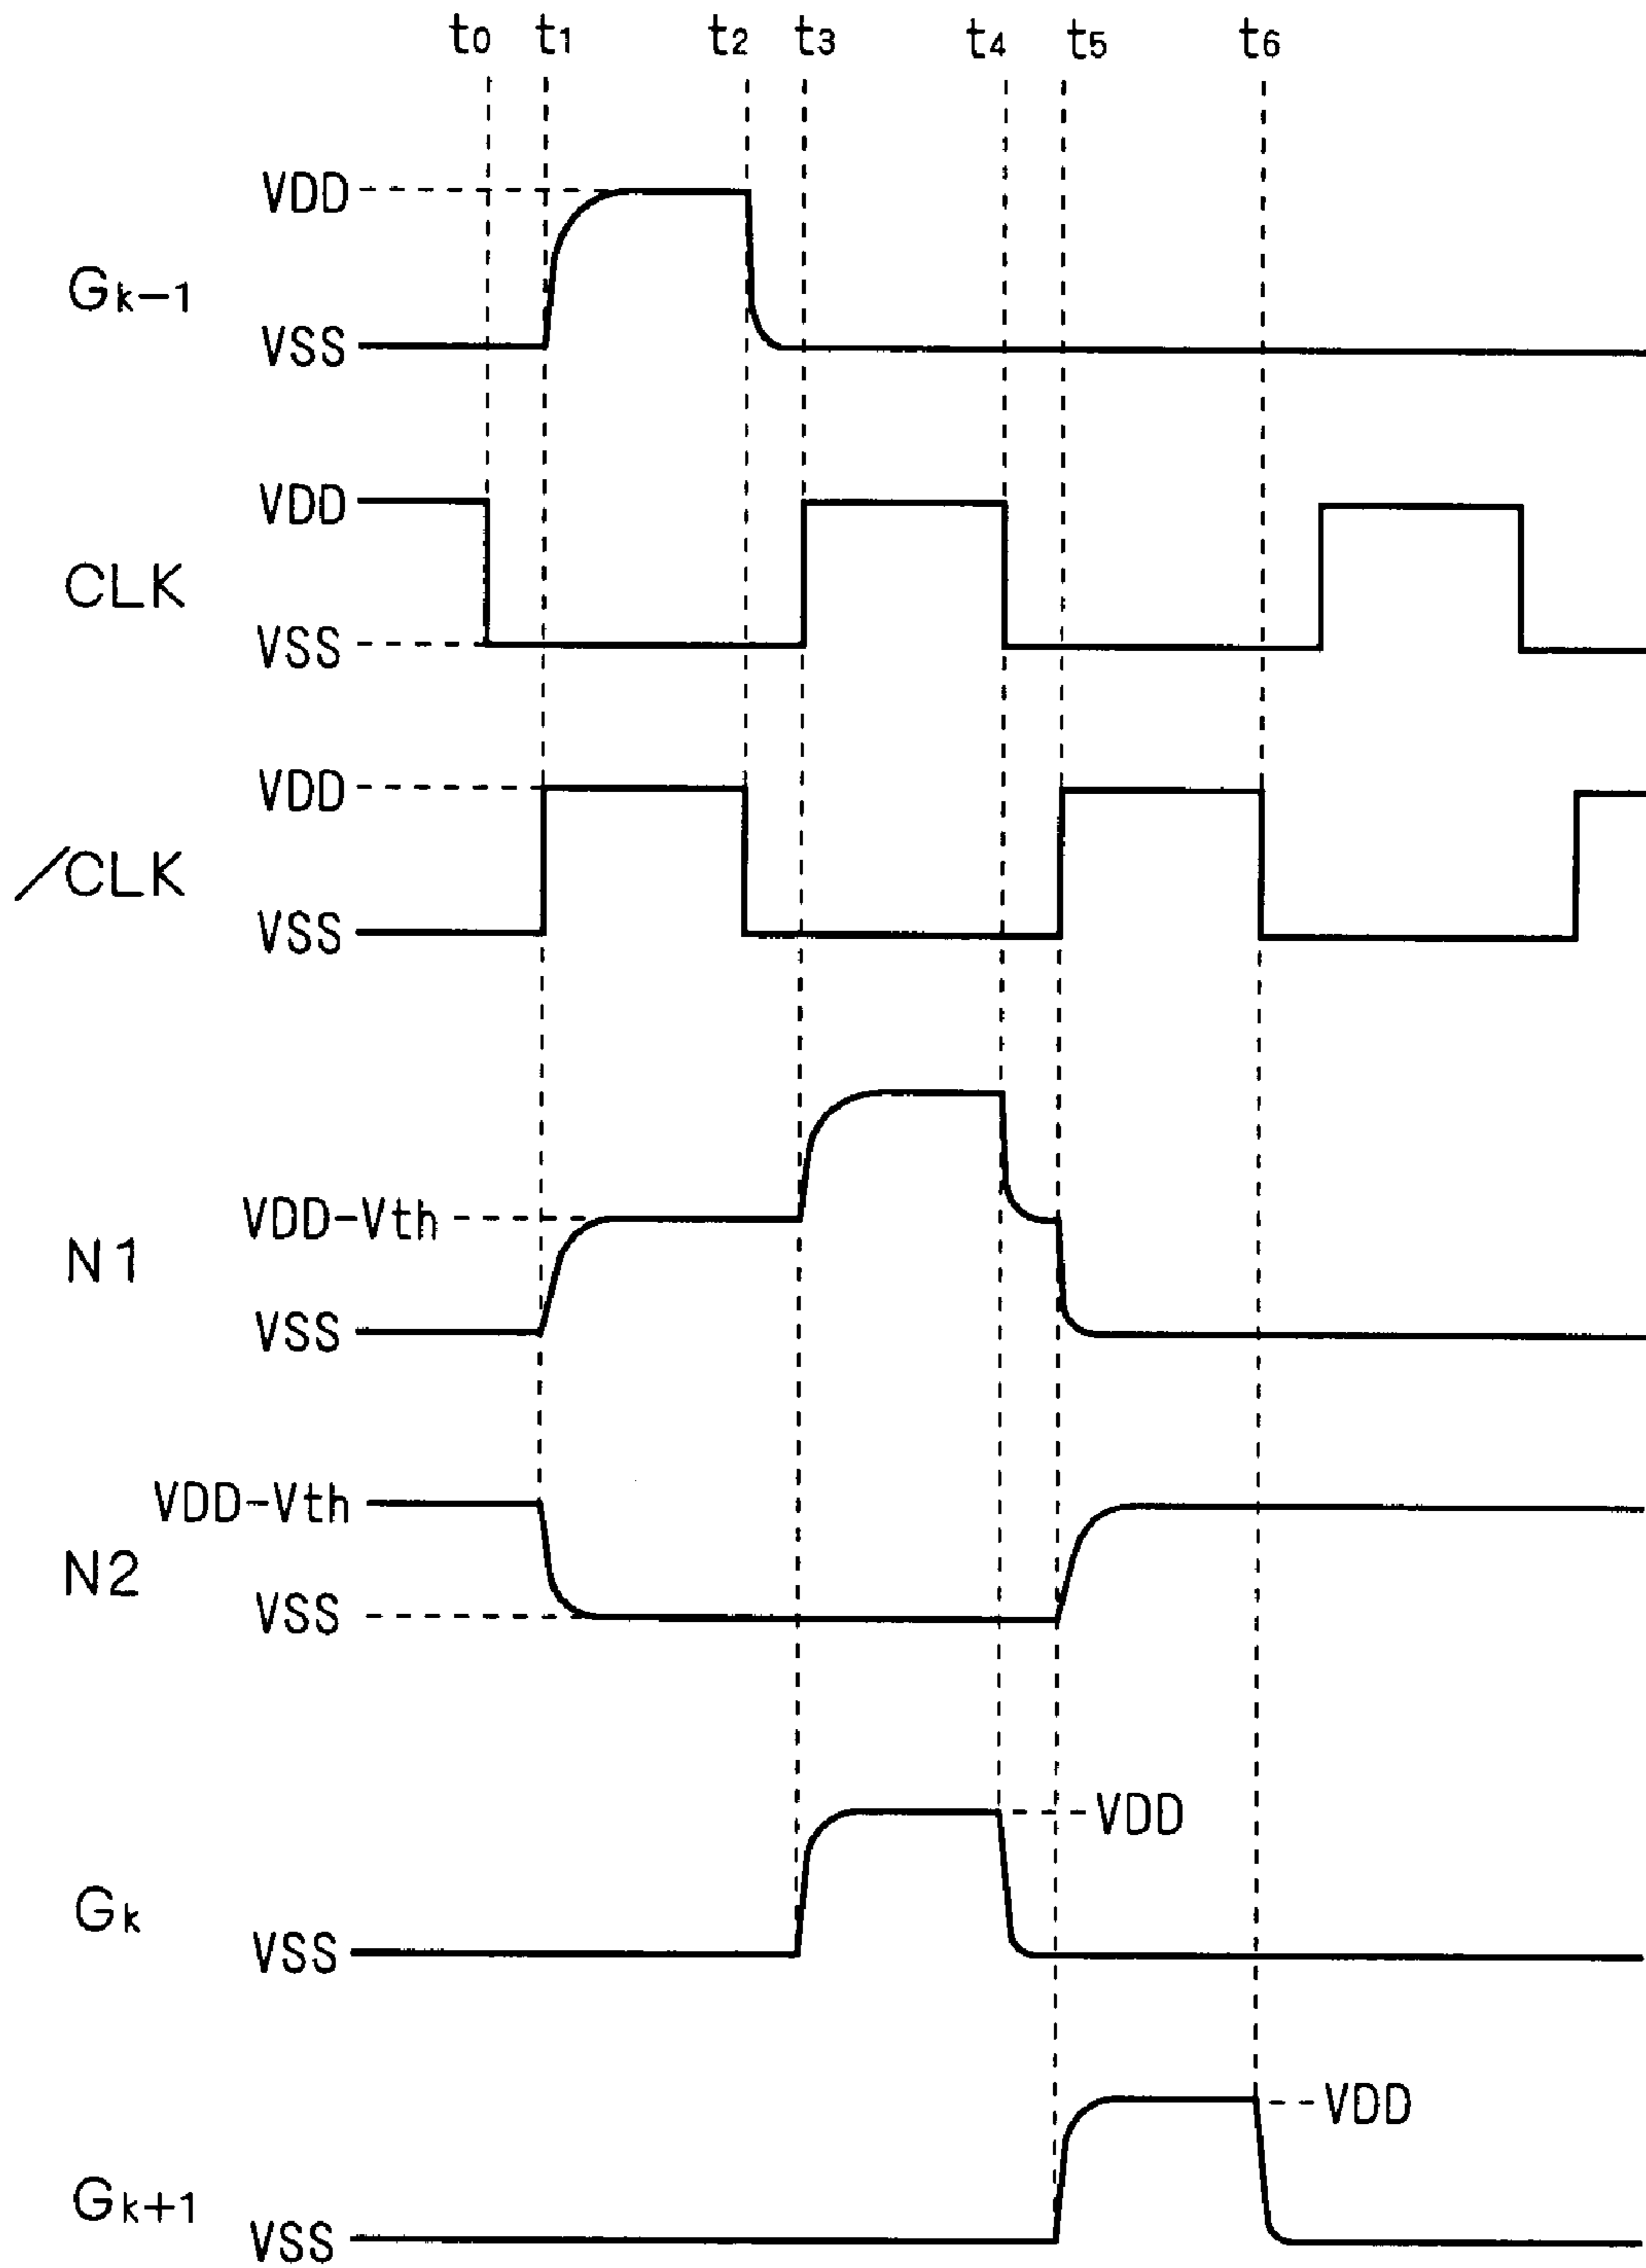 t0 t1 t2 t3 t4 t5 t6
VDD
Gk-1
VSS
VDD
CLK
VSS
VDD
/CLK
VSS
VDD-Vth
N1
VSS
VDD-Vth
N2
VSS
VDD
Gk
VSS
VDD
Gk+1
VSS